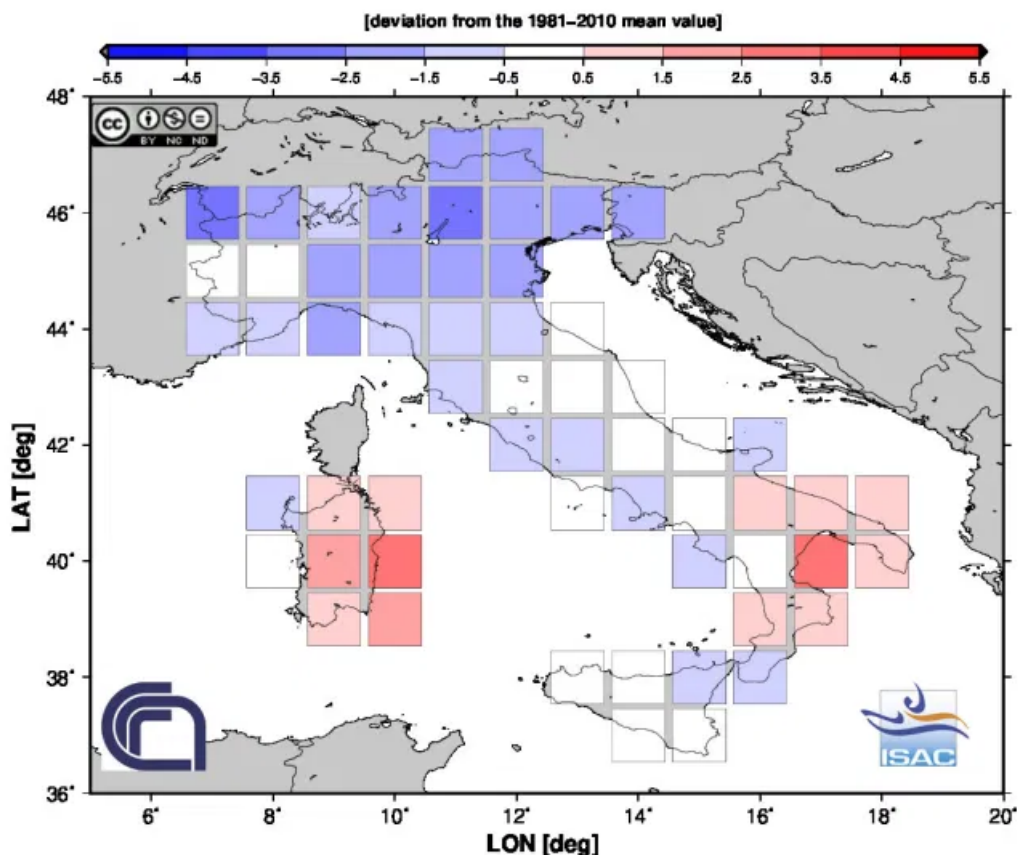 [deviation from the 1981−2010 mean value]
−5.5 −4.5 −3.5 −2.5 −1.5 −0.5 0.5 1.5 2.5 3.5 4.5 5.5
48˚
cc
BY NC ND
46˚
44˚
42˚
LAT [deg]
40˚
38˚
ISAC
36˚
6˚ 8˚ 10˚ 12˚ 14˚ 16˚ 18˚ 20˚
LON [deg]